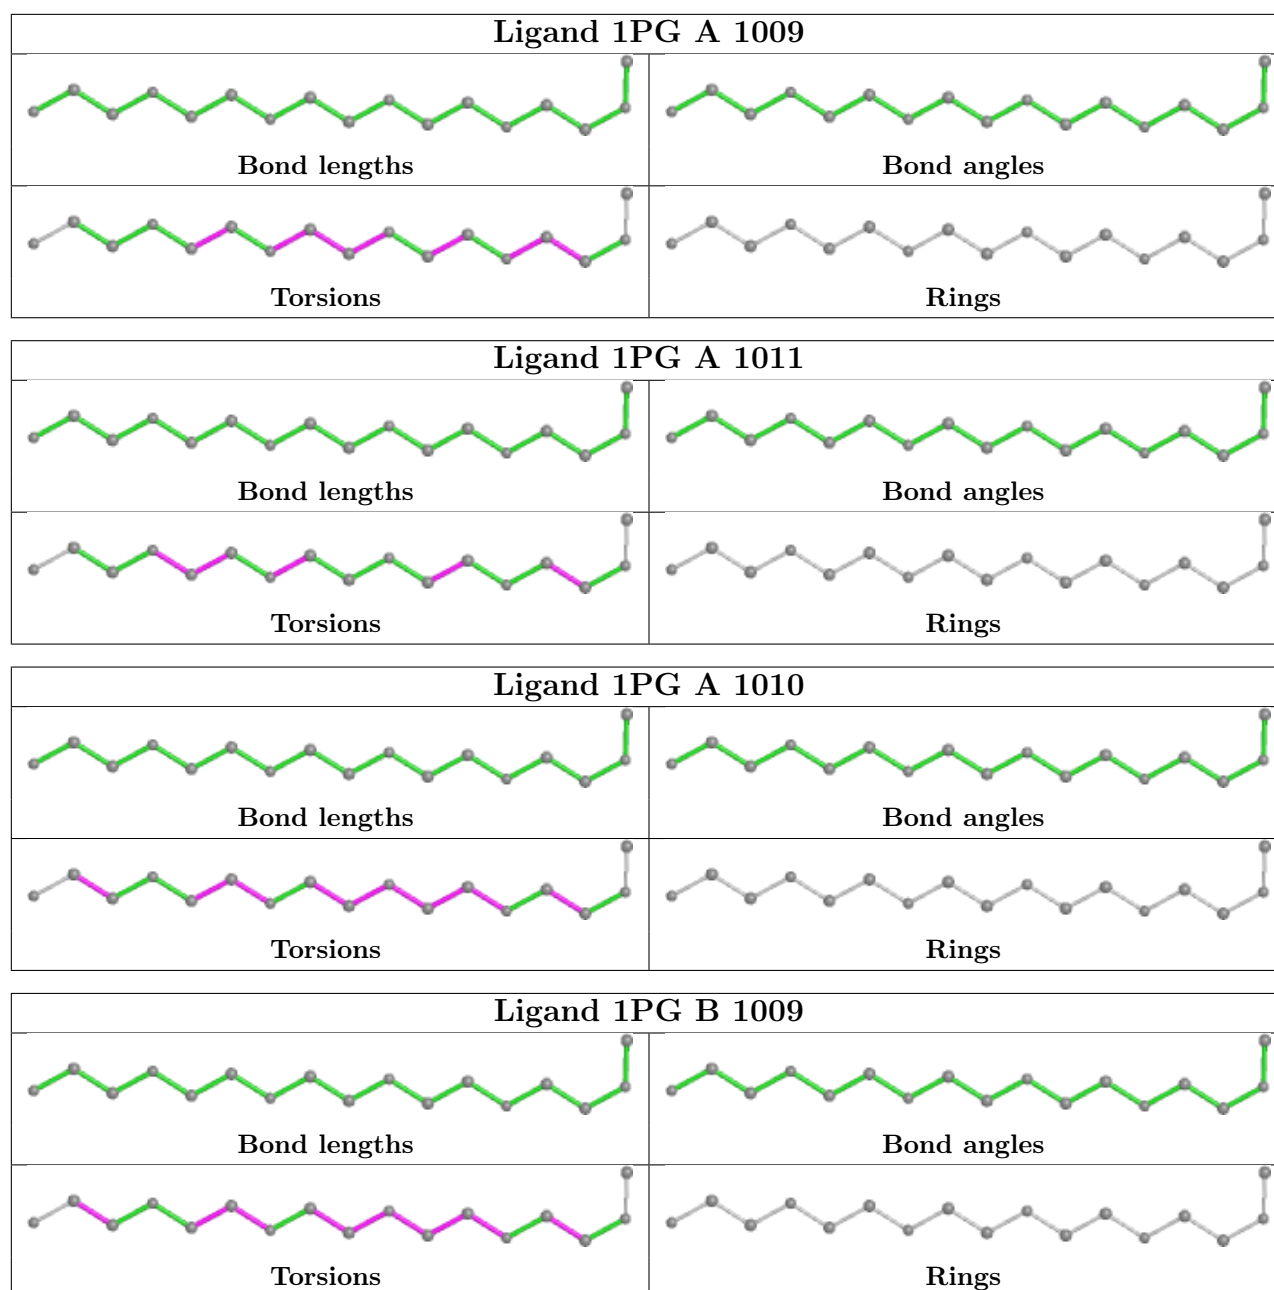 Ligand 1PG A 1009
Bond lengths Bond angles
Torsions Rings
Ligand 1PG A 1011
Bond lengths Bond angles
Torsions Rings
Ligand 1PG A 1010
Bond lengths Bond angles
Torsions Rings
Ligand 1PG B 1009
Bond lengths Bond angles
Torsions Rings